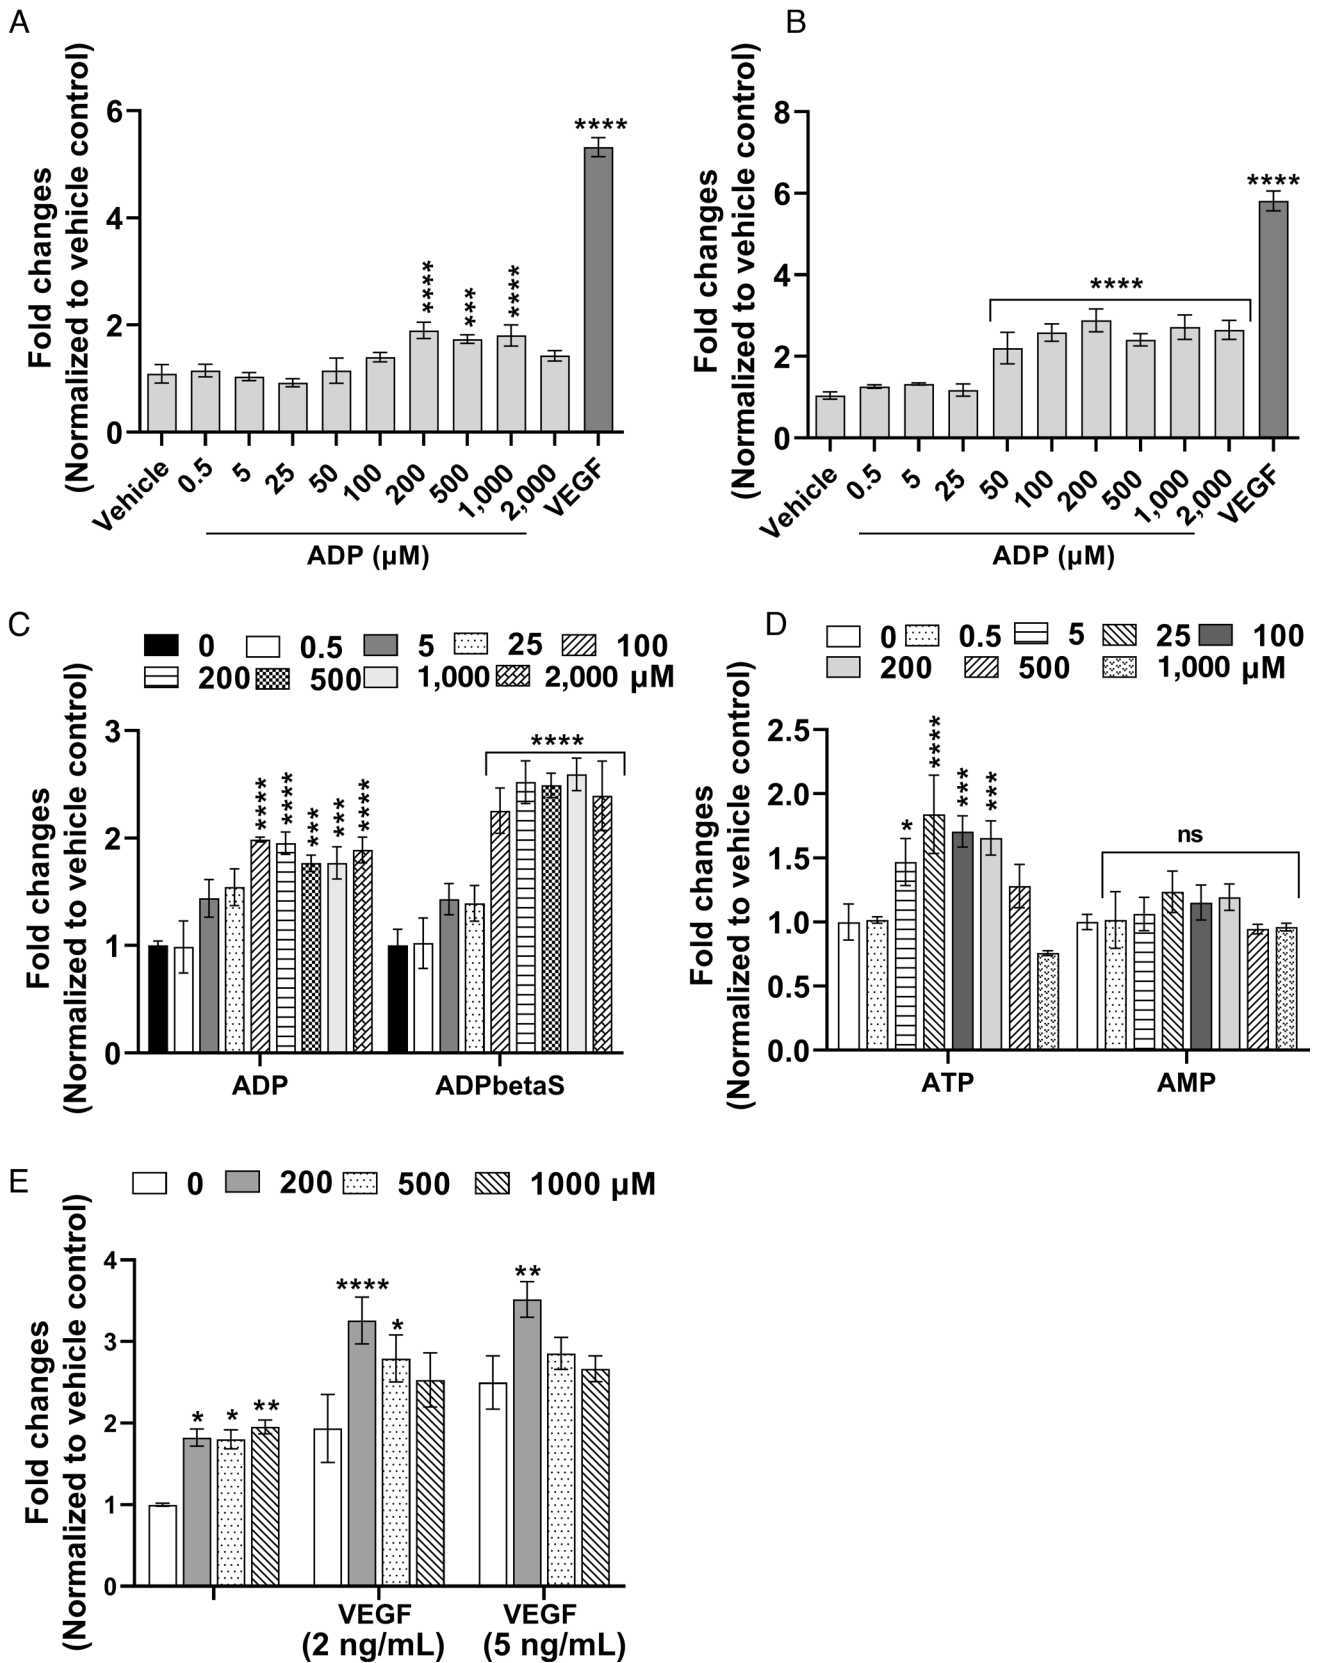 A
Fold changes
(Normalized to vehicle control)
6
4
2
0
****
***
****
****
Vehicle
0.5
5
25
50
100
200
500
1,000
2,000
VEGF
ADP (µM)
B
Fold changes
(Normalized to vehicle control)
8
6
4
2
0
****
****
Vehicle
0.5
5
25
50
100
200
500
1,000
2,000
VEGF
ADP (µM)
C
0 0.5 5 25 100
200 500 1,000 2,000 µM
Fold changes
(Normalized to vehicle control)
3
2
1
0
****
****
***
***
****
****
ADP
ADPbetaS
D
0 0.5 5 25 100
200 500 1,000 µM
Fold changes
(Normalized to vehicle control)
2.5
2.0
1.5
1.0
0.5
0.0
*
****
***
***
ns
ATP
AMP
E
0 200 500 1000 µM
Fold changes
(Normalized to vehicle control)
4
3
2
1
0
*
*
**
****
*
**
VEGF
(2 ng/mL)
VEGF
(5 ng/mL)